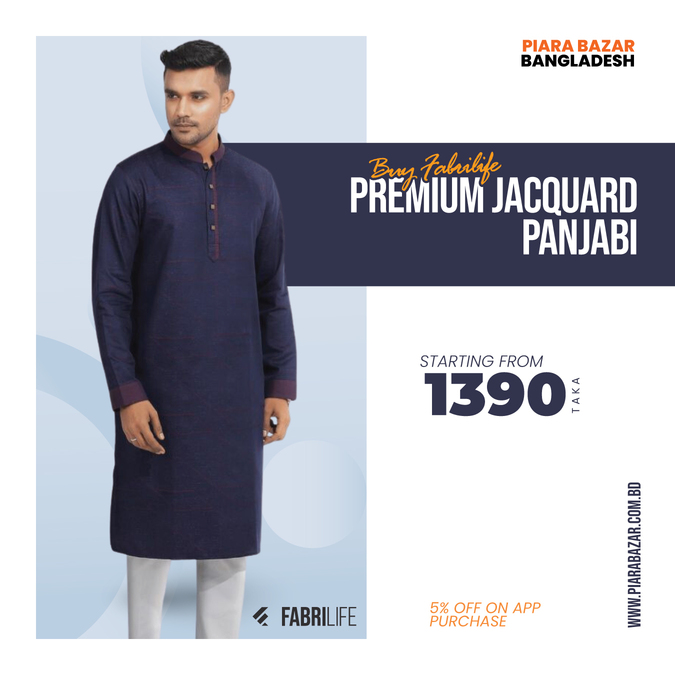 PIARA BAZAR
BANGLADESH
Buy Fabrilife
PREMIUM JACQUARD
PANJABI
STARTING FROM
1390 TAKA
WWW.PIARABAZAR.COM.BD
5% OFF ON APP
PURCHASE
FABRILIFE